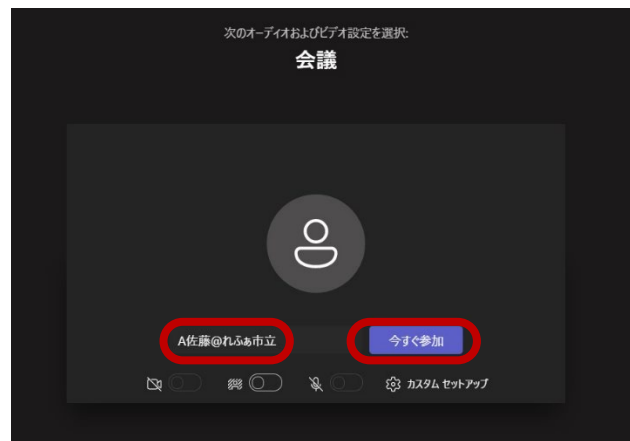 次のオーディオおよびビデオ設定を選択:
会議
A佐藤@れふぁ市立
今すぐ参加
カスタム セットアップ